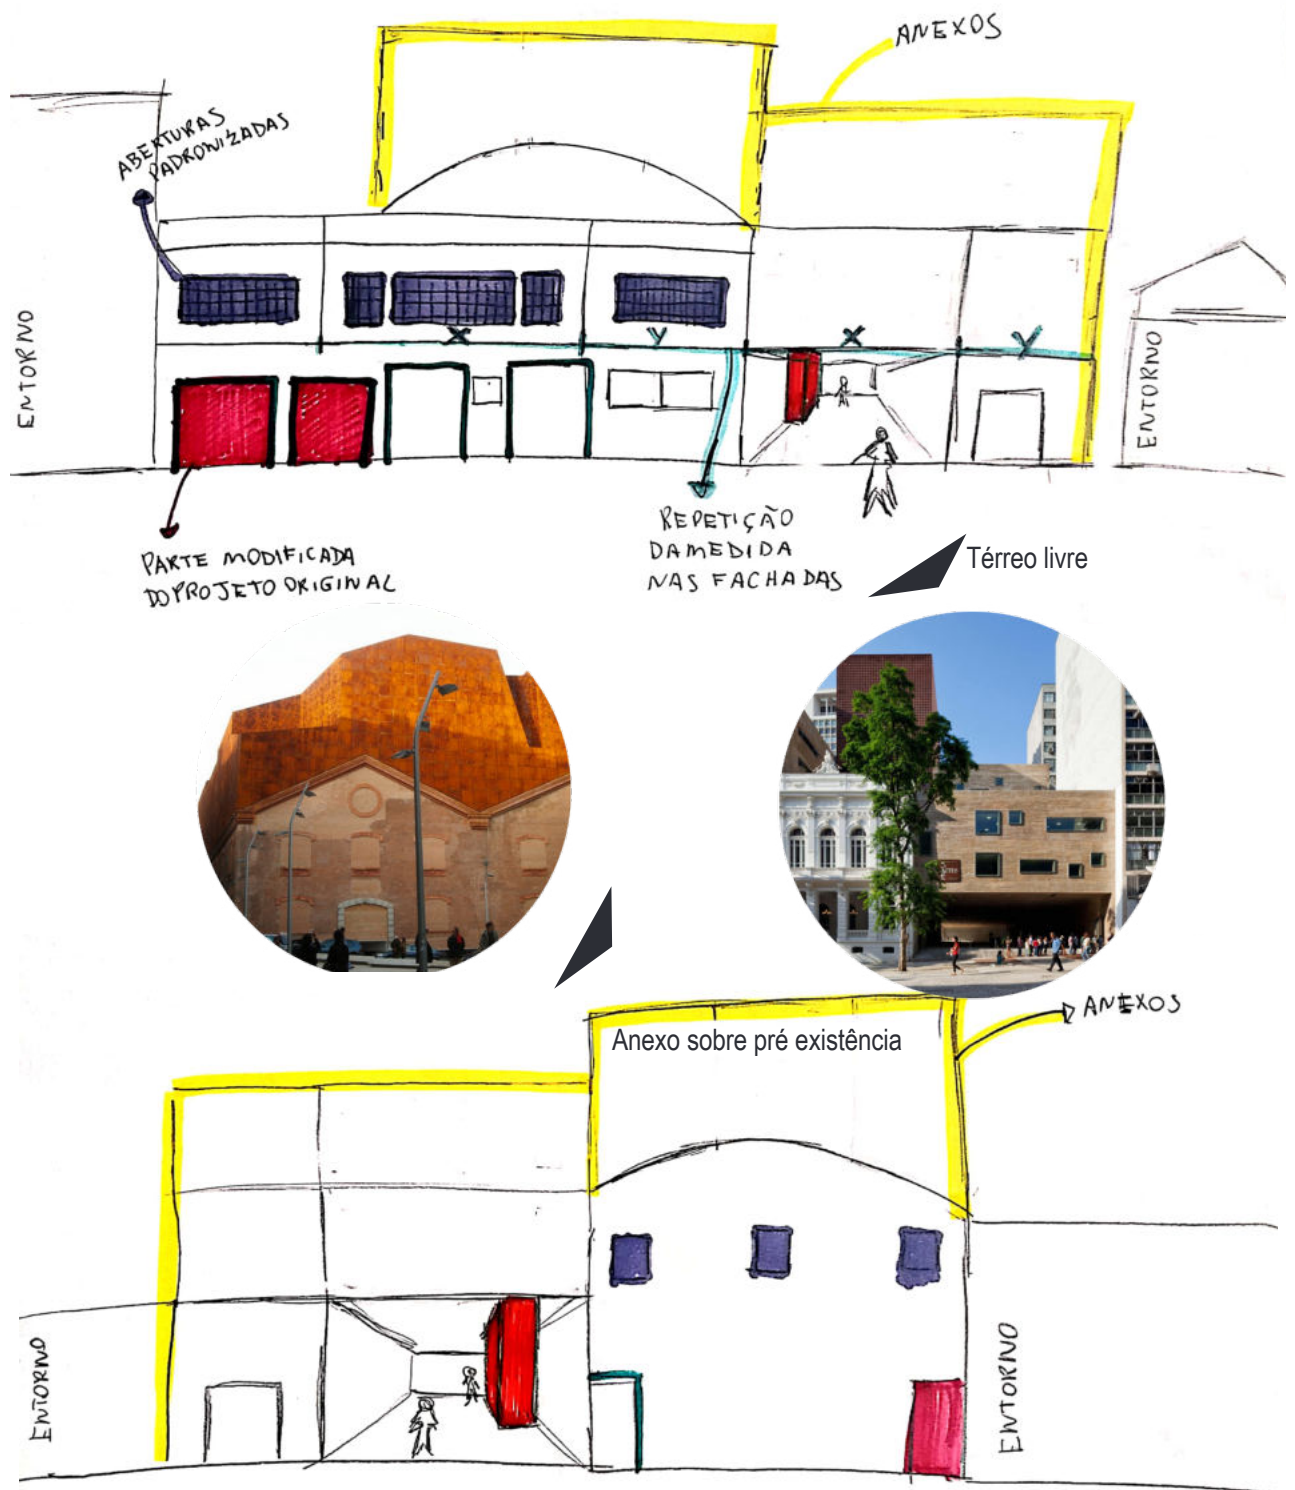 ANEXOS
ABERTURAS
PADRONIZADAS
ENTORNO
X
Y
X
Y
ENTORNO
PARTE MODIFICADA
DO PROJETO ORIGINAL
REPETIÇÃO
DA MEDIDA
NAS FACHADAS
Térreo livre
ANEXOS
Anexo sobre pré existência
ENTORNO
ENTORNO